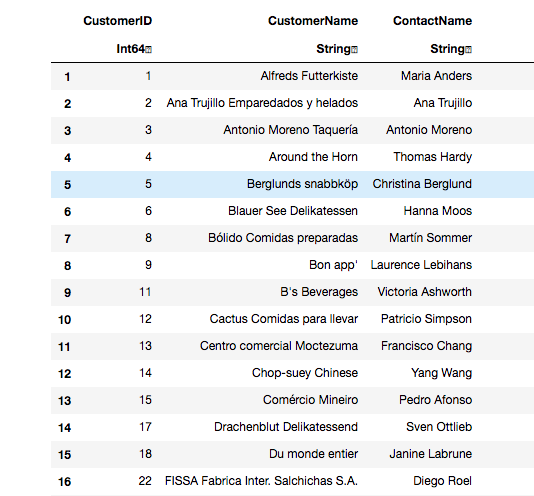 CustomerID CustomerName ContactName
Int64 String String
1 1 Alfreds Futterkiste Maria Anders
2 2 Ana Trujillo Emparedados y helados Ana Trujillo
3 3 Antonio Moreno Taquería Antonio Moreno
4 4 Around the Horn Thomas Hardy
5 5 Berglunds snabbköp Christina Berglund
6 6 Blauer See Delikatessen Hanna Moos
7 8 Bólido Comidas preparadas Martín Sommer
8 9 Bon app' Laurence Lebihans
9 11 B's Beverages Victoria Ashworth
10 12 Cactus Comidas para llevar Patricio Simpson
11 13 Centro comercial Moctezuma Francisco Chang
12 14 Chop-suey Chinese Yang Wang
13 15 Comércio Mineiro Pedro Afonso
14 17 Drachenblut Delikatessend Sven Ottlieb
15 18 Du monde entier Janine Labrune
16 22 FISSA Fabrica Inter. Salchichas S.A. Diego Roel